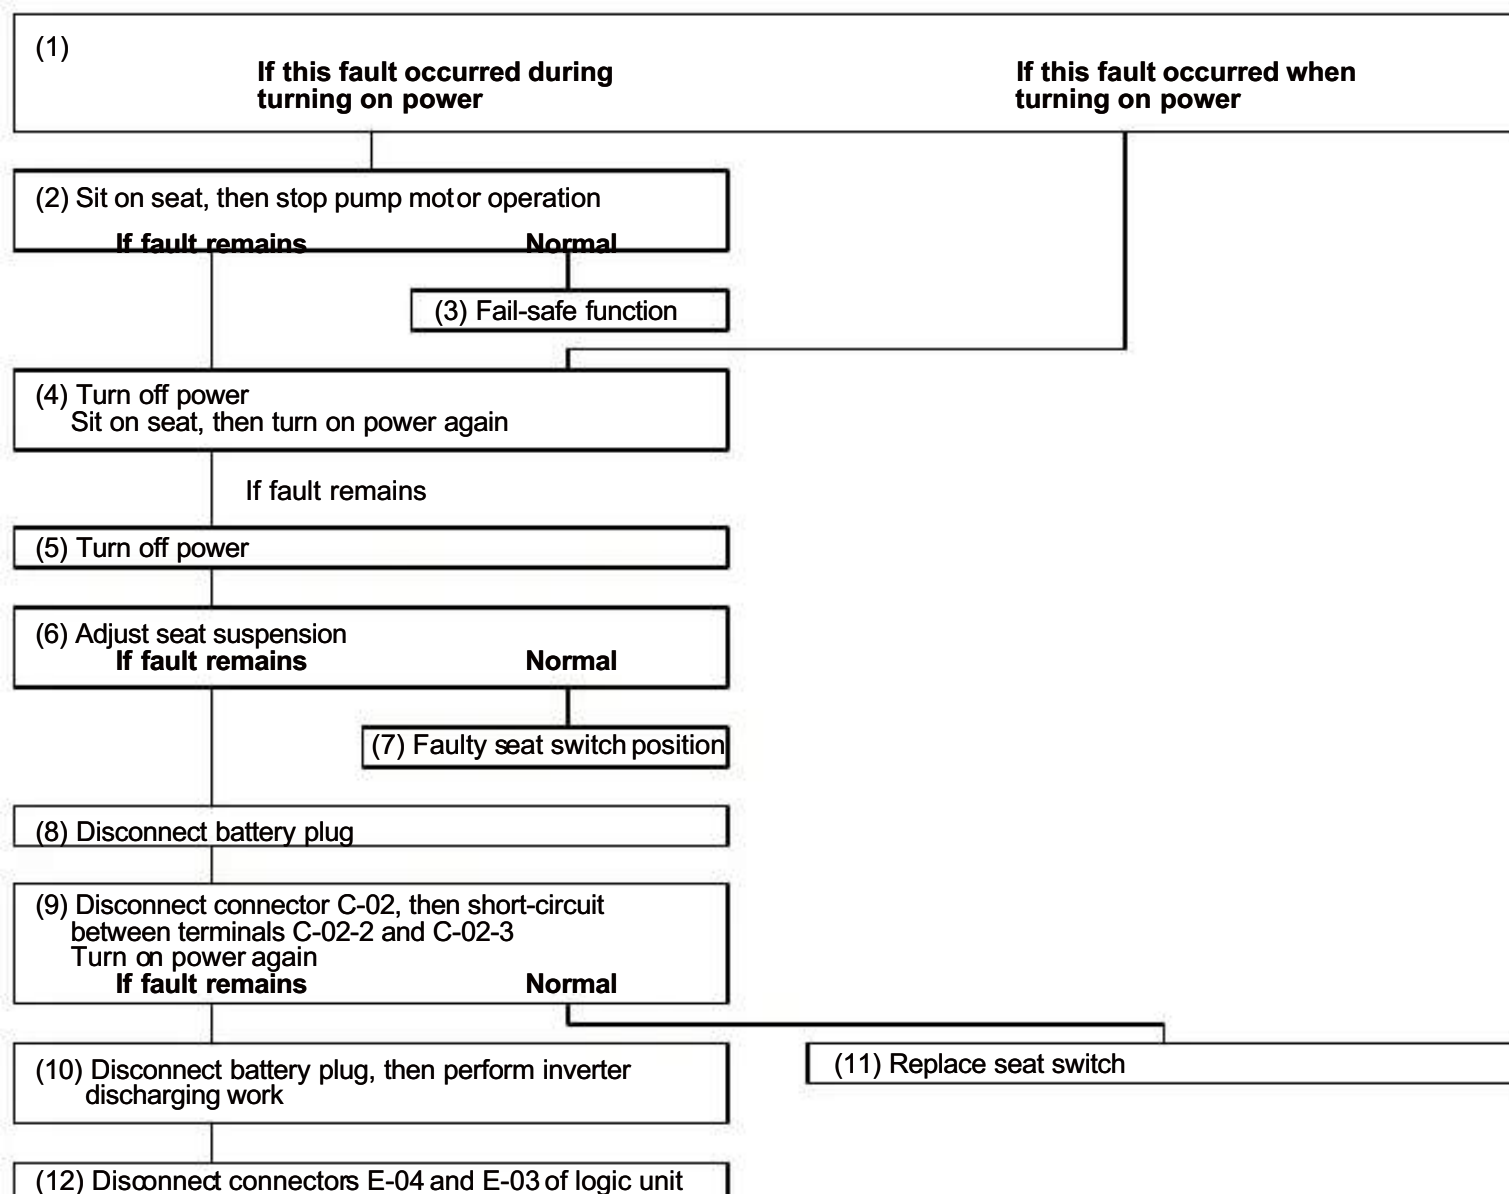 (1)
If this fault occurred during
turning on power
If this fault occurred when
turning on power
(2) Sit on seat, then stop pump motor operation
If fault remains Normal
(3) Fail-safe function
(4) Turn off power
Sit on seat, then turn on power again
If fault remains
(5) Turn off power
(6) Adjust seat suspension
If fault remains Normal
(7) Faulty seat switch position
(8) Disconnect battery plug
(9) Disconnect connector C-02, then short-circuit
between terminals C-02-2 and C-02-3
Turn on power again
If fault remains Normal
(10) Disconnect battery plug, then perform inverter
discharging work
(11) Replace seat switch
(12) Disconnect connectors E-04 and E-03 of logic unit